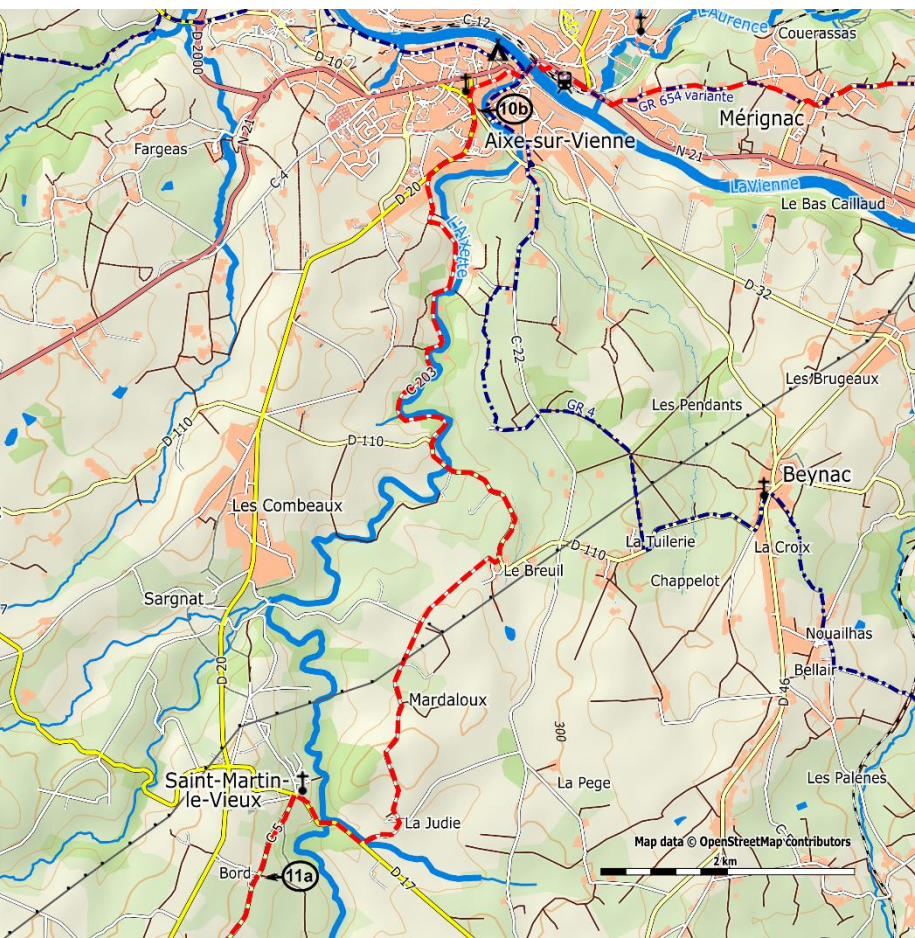 C 12
L'Aurence
Couerassas
D 2000
D 10
GR 654 variante
N 21
10b
Mérignac
Aixe-sur-Vienne
Fargeas
C 4
N 21
LaVienne
D 20
Le Bas Caillaud
L'Aixette
D 32
C 22
C 203
Les Brugeaux
Les Pendants
GR 4
D 110
D 110
Beynac
Les Combeaux
La Tuilerie
D 110
La Croix
Le Breuil
Chappelot
Sargnat
7
Nouailhas
Bellair
D 20
Mardaloux
D 46
300
Saint-Martin-
le-Vieux
La Pege
Les Palènes
La Judie
C 5
Map data © OpenStreetMap contributors
2 km
Bord
11a
D 17